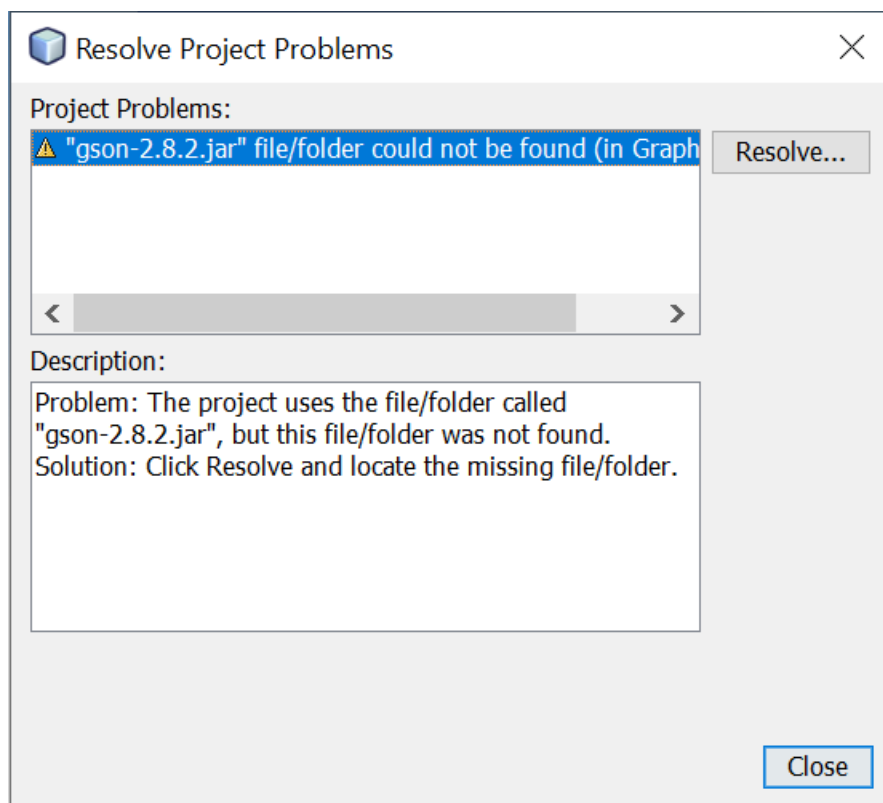 Resolve Project Problems
Project Problems:
"gson-2.8.2.jar" file/folder could not be found (in Graph
Resolve...
Description:
Problem: The project uses the file/folder called
"gson-2.8.2.jar", but this file/folder was not found.
Solution: Click Resolve and locate the missing file/folder.
Close